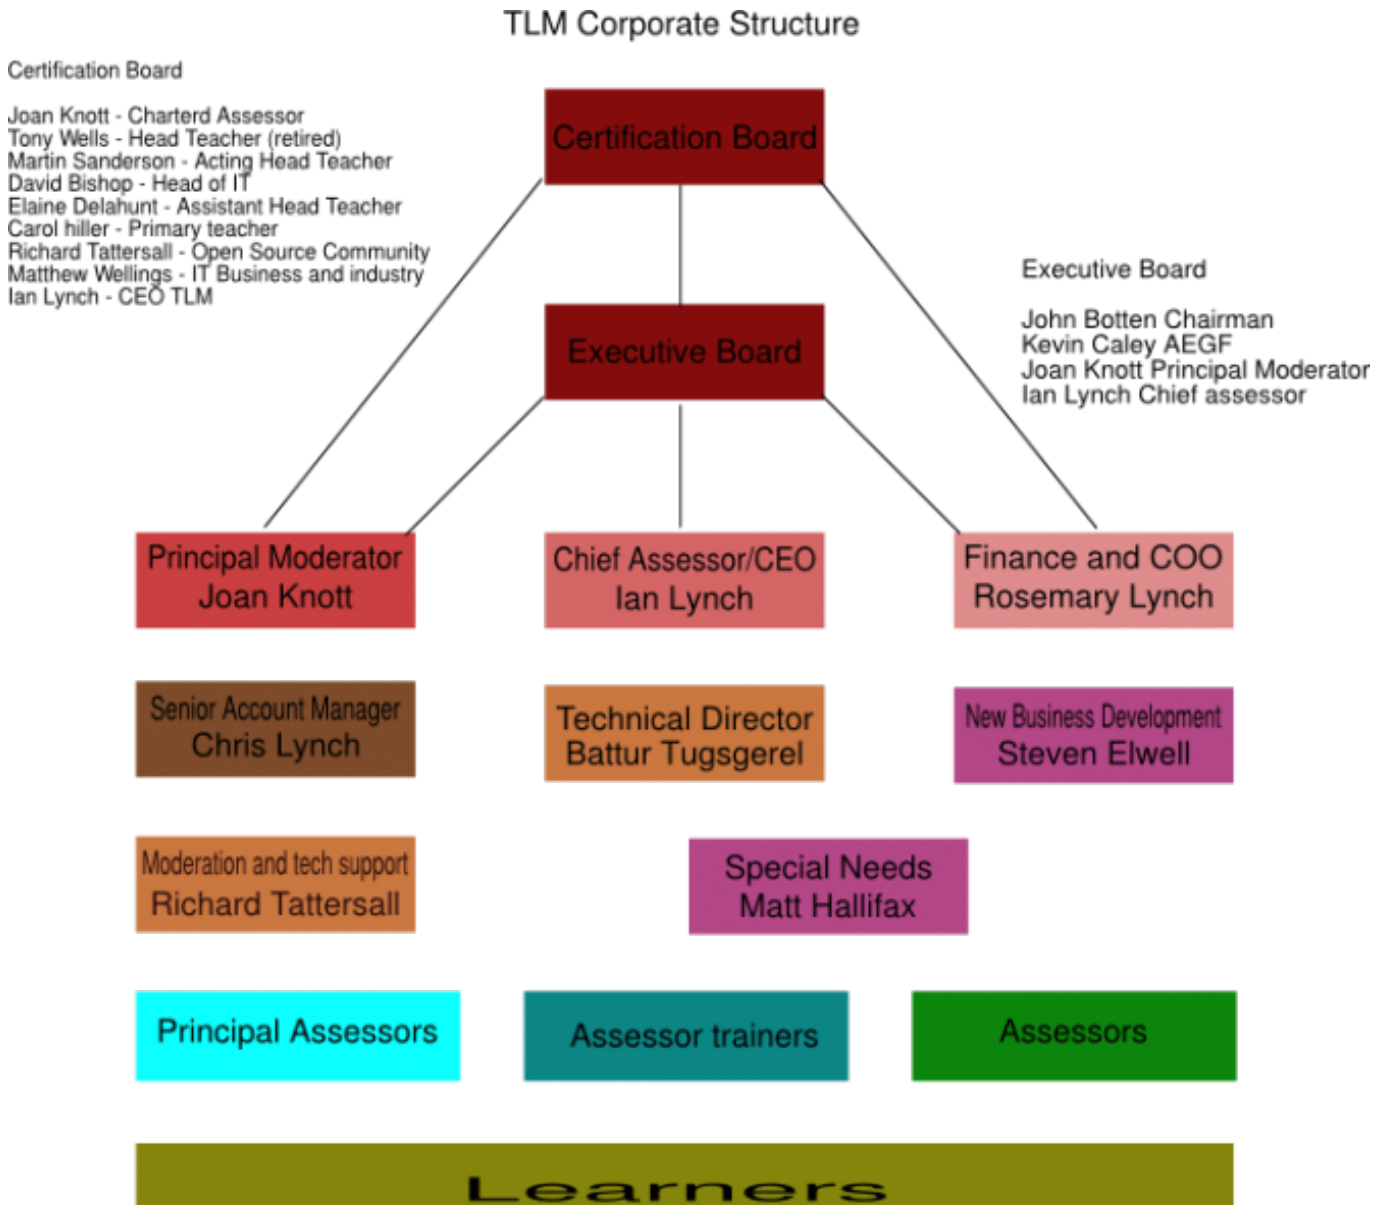 TLM Corporate Structure
Certification Board
Joan Knott - Charterd Assessor
Tony Wells - Head Teacher (retired)
Martin Sanderson - Acting Head Teacher
David Bishop - Head of IT
Elaine Delahunt - Assistant Head Teacher
Carol hiller - Primary teacher
Richard Tattersall - Open Source Community
Matthew Wellings - IT Business and industry
Ian Lynch - CEO TLM
Certification Board
Executive Board
John Botten Chairman
Kevin Caley AEGF
Joan Knott Principal Moderator
Ian Lynch Chief assessor
Executive Board
Principal Moderator
Joan Knott
Chief Assessor/CEO
Ian Lynch
Finance and COO
Rosemary Lynch
Senior Account Manager
Chris Lynch
Technical Director
Battur Tugsgerel
New Business Development
Steven Elwell
Moderation and tech support
Richard Tattersall
Special Needs
Matt Hallifax
Principal Assessors
Assessor trainers
Assessors
Learners